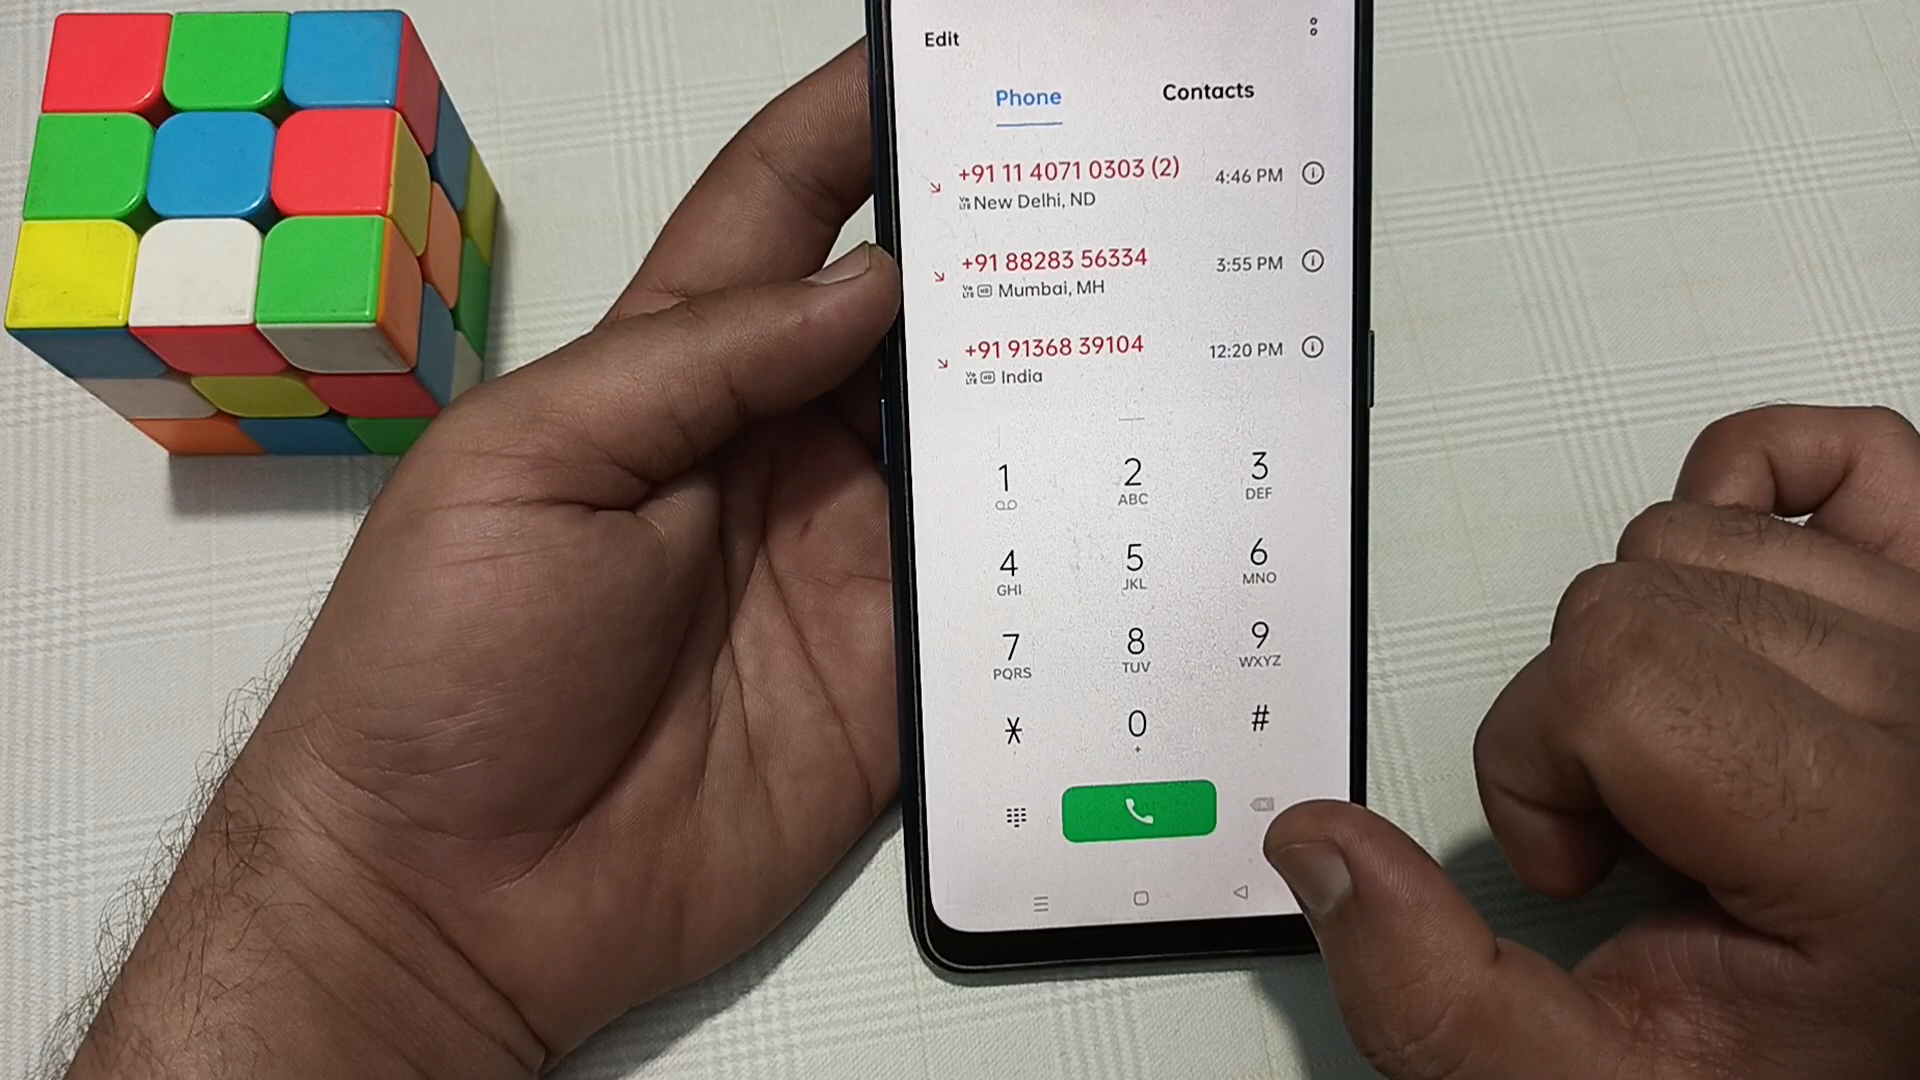 Edit
Phone
Contacts
+91 11 4071 0303 (2)
4:46 PM
New Delhi, ND
+91 88283 56334
3:55 PM
Mumbai, MH
+91 91368 39104
12:20 PM
India
1
2
ABC
3
DEF
4
GHI
5
JKL
6
MNO
7
PQRS
8
TUV
9
WXYZ
*
0
+
#